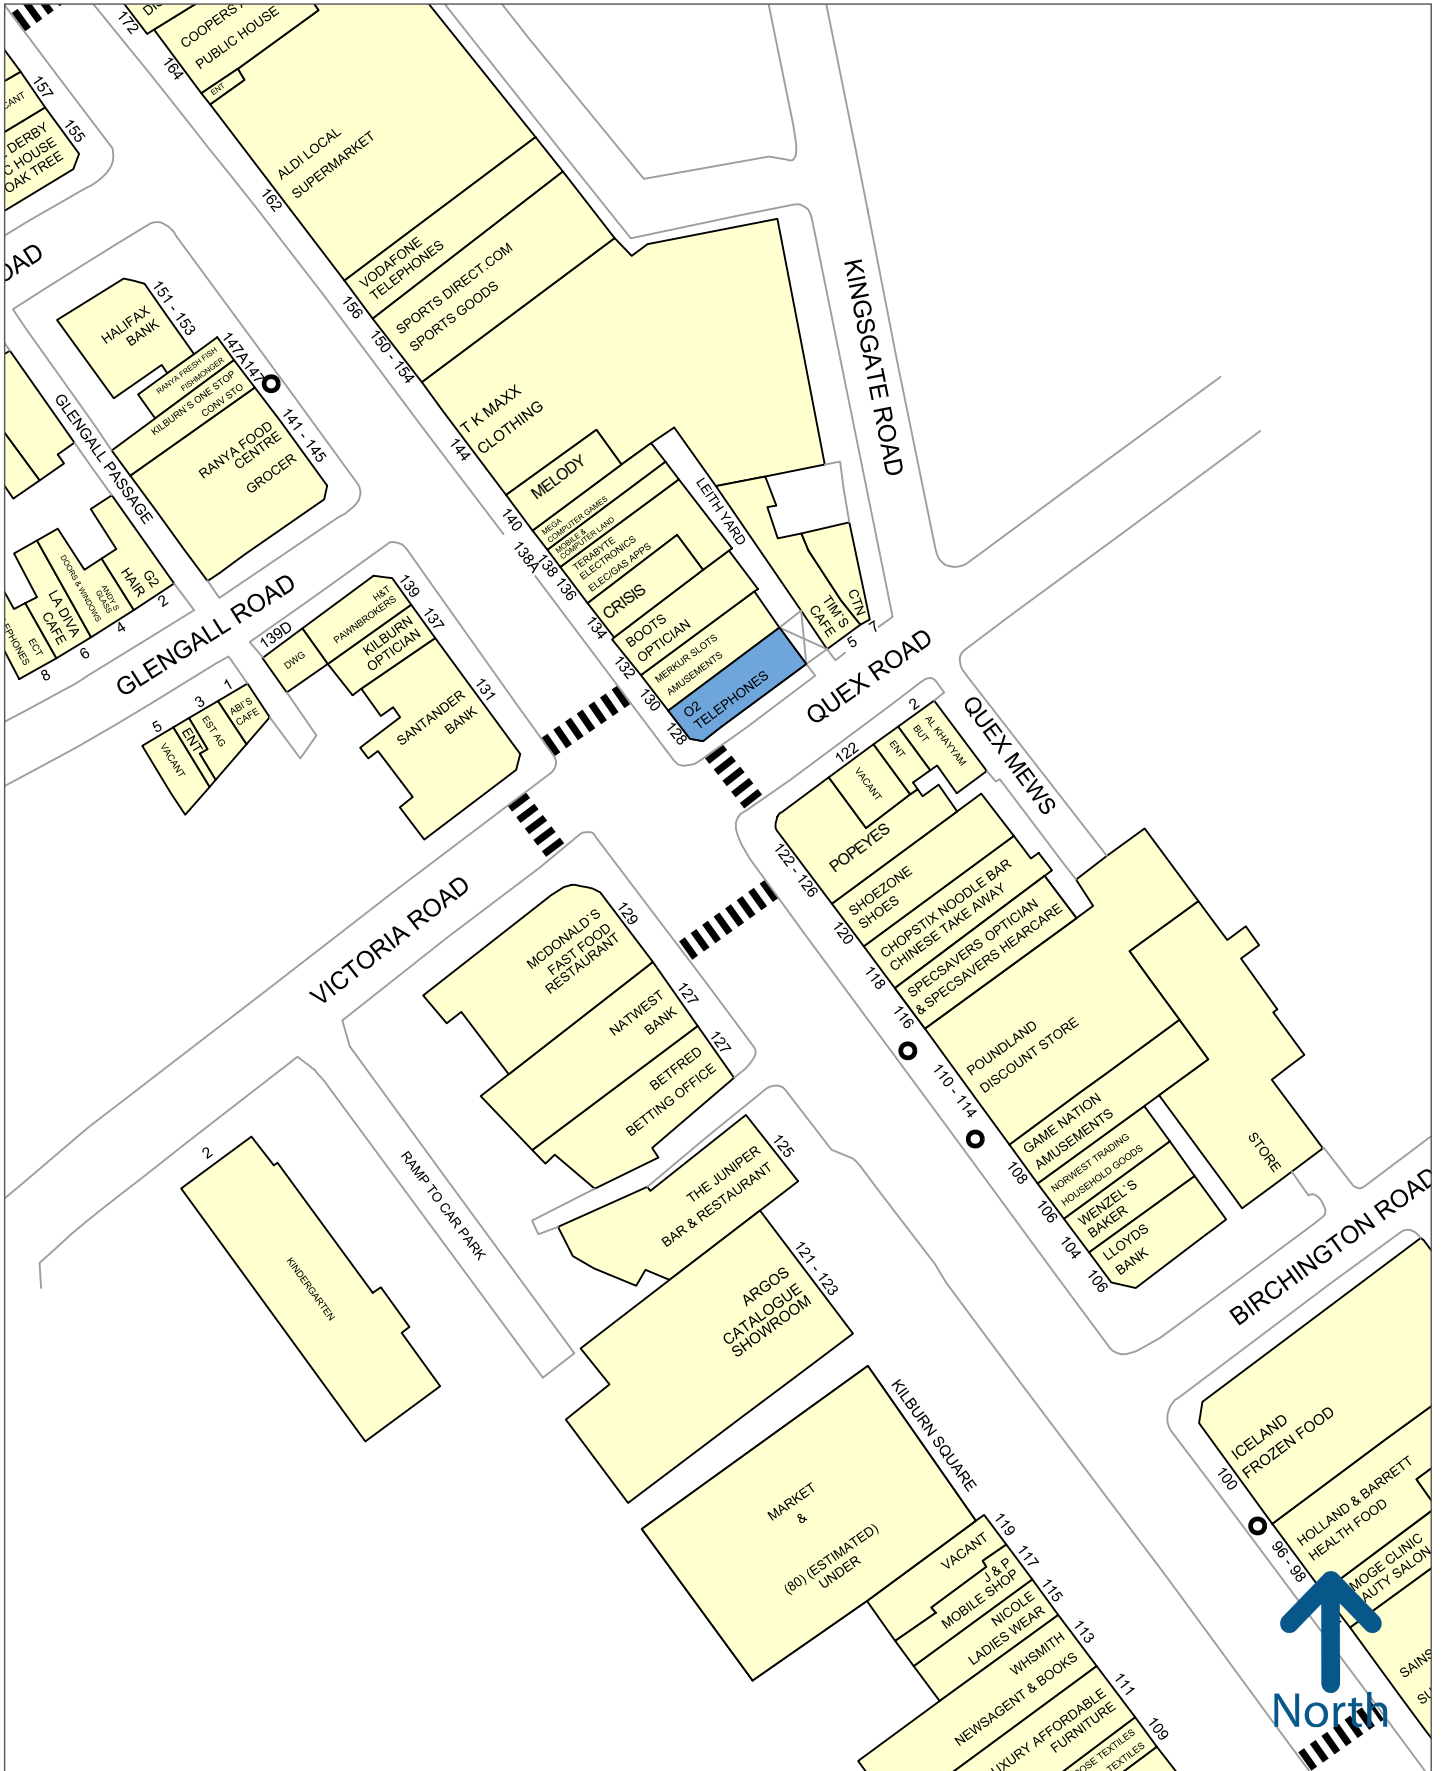 172
COOPERS
PUBLIC HOUSE
164
ENT
157
155
DERBY
HOUSE
OAK TREE
ALDI LOCAL
SUPERMARKET
162
VODAFONE
TELEPHONES
156
SPORTS DIRECT.COM
SPORTS GOODS
150 - 154
T K MAXX
CLOTHING
144
KINGSGATE ROAD
HALIFAX
BANK
151 - 153
RANYA FRESH FISH
FISHMONGER
147A
147
KILBURN`S ONE STOP
CONV STO
RANYA FOOD
CENTRE
GROCER
141 - 145
GLENGALL PASSAGE
MELODY
140
MEGA
COMPUTER GAMES
138A
MOBILE &
COMPUTER LAND
138
TERABYTE
ELECTRONICS
ELEC/GAS APPS
136
CRISIS
134
BOOTS
OPTICIAN
132
MERKUR SLOTS
AMUSEMENTS
130
O2
TELEPHONES
128
LEITH YARD
TIM'S
CAFE
5
CTN
7
QUEX ROAD
G2
HAIR
2
ANDY'S
GLASS
DOORS & WINDOWS
4
LA DIVA
CAFE
6
ECT
8
GLENGALL ROAD
139D
DWG
H&T
PAWNBROKERS
139
KILBURN
OPTICIAN
137
SANTANDER
BANK
131
1
ABI'S
CAFE
3
EST AG
ENT
5
VACANT
2
AL KHAYYAM
BUT
ENT
122
VACANT
QUEX MEWS
POPEYES
122 - 126
SHOEZONE
SHOES
120
CHOPSTIX NOODLE BAR
CHINESE TAKE AWAY
118
SPECSAVERS OPTICIAN
& SPECSAVERS HEARCARE
116
POUNDLAND
DISCOUNT STORE
110 - 114
GAME NATION
AMUSEMENTS
108
NORWEST TRADING
HOUSEHOLD GOODS
106
WENZEL`S
BAKER
104
LLOYDS
BANK
106
STORE
BIRCHINGTON ROAD
VICTORIA ROAD
MCDONALD`S
FAST FOOD
RESTAURANT
129
NATWEST
BANK
127
BETFRED
BETTING OFFICE
127
THE JUNIPER
BAR & RESTAURANT
125
ARGOS
CATALOGUE
SHOWROOM
121 - 123
RAMP TO CAR PARK
2
KINDERGARTEN
KILBURN SQUARE
MARKET
&
(80) (ESTIMATED)
UNDER
VACANT
119
J & P
MOBILE SHOP
117
NICOLE
LADIES WEAR
115
WHSMITH
NEWSAGENT & BOOKS
113
AFFORDABLE
FURNITURE
111
TEXTILES
TEXTILES
109
ICELAND
FROZEN FOOD
100
HOLLAND & BARRETT
HEALTH FOOD
96 - 98
CLINIC
SALON
North